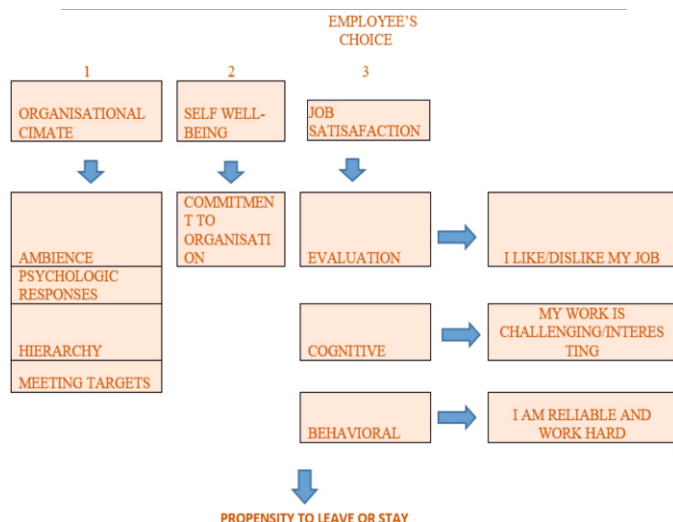 EMPLOYEE'S
CHOICE
1
2
3
ORGANISATIONAL
CIMATE
SELF WELL-
BEING
JOB
SATISAFACTION
AMBIENCE
PSYCHOLOGIC
RESPONSES
HIERARCHY
MEETING TARGETS
COMMITMEN
T TO
ORGANISATI
ON
EVALUATION
I LIKE/DISLIKE MY JOB
COGNITIVE
MY WORK IS
CHALLENGING/INTERES
TING
BEHAVIORAL
I AM RELIABLE AND
WORK HARD
PROPENSITY TO LEAVE OR STAY